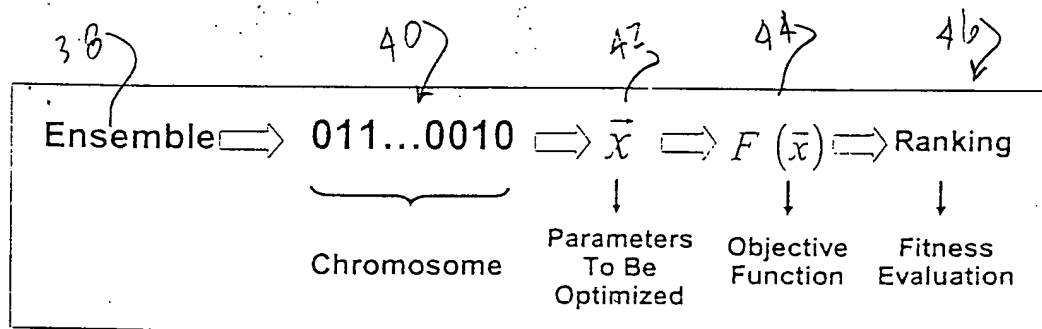 38 40 42 44 46
Ensemble ⇒ 011...0010 ⇒ x⃗ ⇒ F (x̄) ⇒ Ranking
Chromosome
Parameters
To Be
Optimized
Objective
Function
Fitness
Evaluation